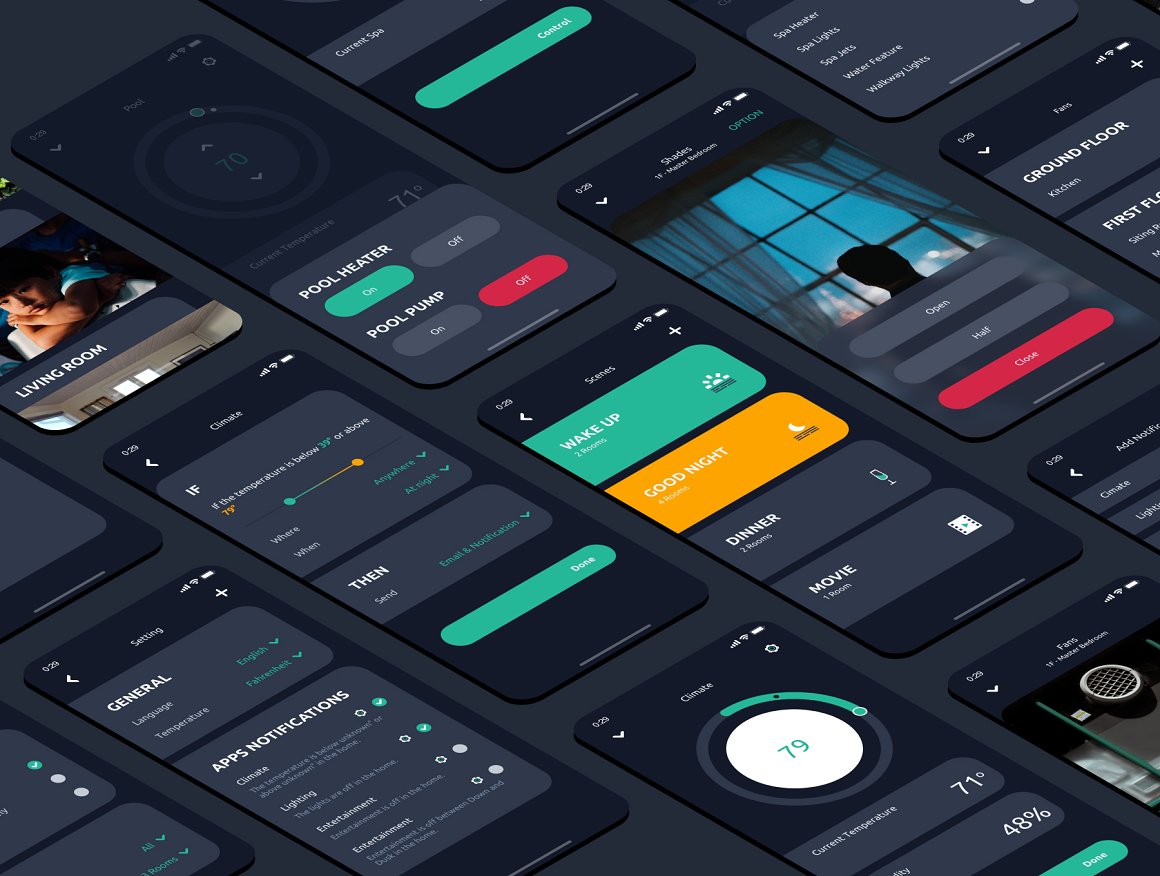 Current Spa
Control
Spa Heater
Spa Lights
Spa Jets
Water Feature
Walkway Lights
0:29
Pool
70
Current Temperature
71°
POOL HEATER
On
Off
POOL PUMP
On
Off
0:29
Shades
1F - Master Bedroom
OPTION
Open
Half
Close
0:29
Fans
GROUND FLOOR
Kitchen
FIRST FLO
Siting R
LIVING ROOM
0:29
Climate
IF
If the temperature is below 39° or above
79°
Where
Anywhere
When
At night
THEN
Send
Email & Notification
Done
0:29
Scenes
WAKE UP
2 Rooms
GOOD NIGHT
6 Rooms
DINNER
2 Rooms
MOVIE
1 Room
0:29
Add Notific
Cimate
Lightin
0:29
Setting
GENERAL
Language
English
Temperature
Fahrenheit
APPS NOTIFICATIONS
Climate
The temperature is below unknown° or
above unknown° in the home.
Lighting
The lights are off in the home.
Entertainment
Entertainment is off in the home.
Entertainment
Entertainment is off between Down and
Dusk in the home.
All
Rooms
0:29
Climate
79
Current Temperature
71°
dity
48%
Done
0:29
Fans
1F - Master Bedroom